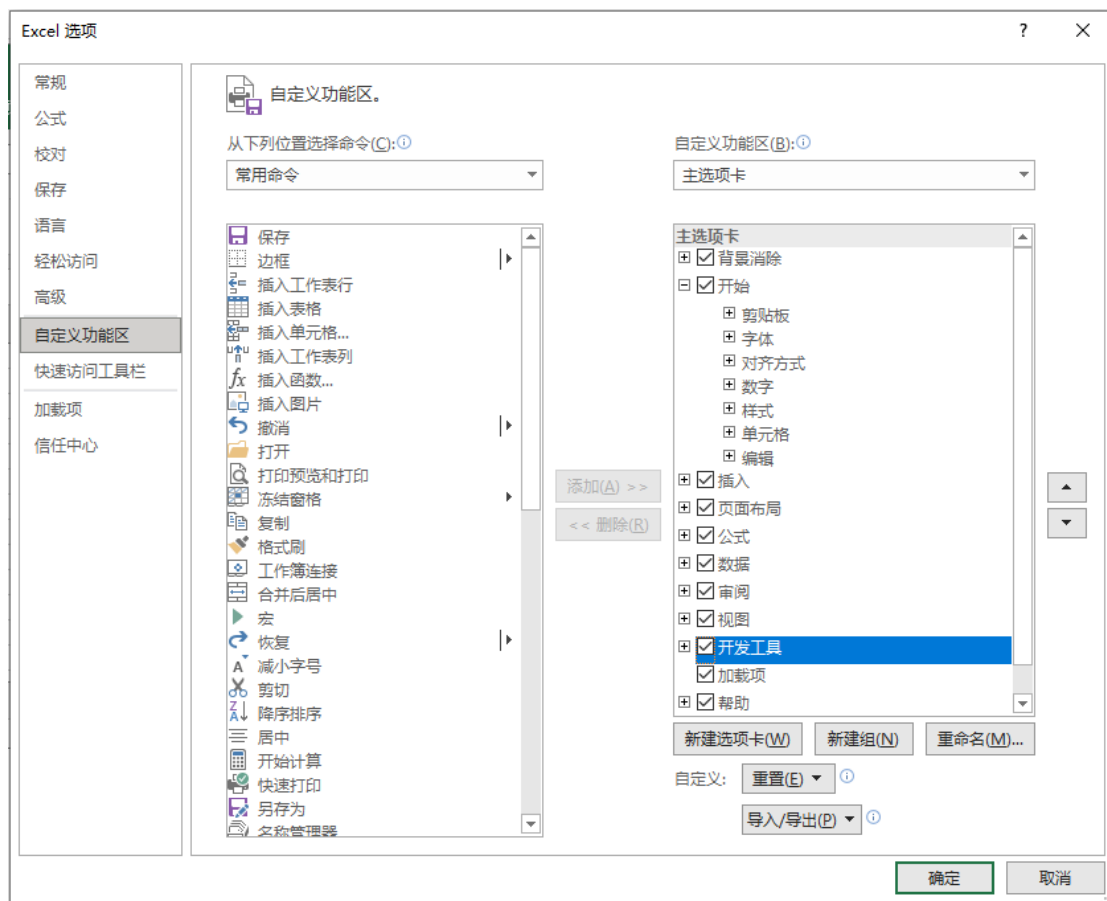 Excel 选项
?
常规
公式
校对
保存
语言
轻松访问
高级
自定义功能区
快速访问工具栏
加载项
信任中心
自定义功能区。
从下列位置选择命令(C):
常用命令
保存
边框
插入工作表行
插入表格
插入单元格...
插入工作表列
插入函数...
插入图片
撤消
打开
打印预览和打印
冻结窗格
复制
格式刷
工作簿连接
合并后居中
宏
恢复
减小字号
剪切
降序排序
居中
开始计算
快速打印
另存为
名称管理器
添加(A) >>
<< 删除(R)
自定义功能区(B):
主选项卡
主选项卡
背景消除
开始
剪贴板
字体
对齐方式
数字
样式
单元格
编辑
插入
页面布局
公式
数据
审阅
视图
开发工具
加载项
帮助
新建选项卡(W) 新建组(N) 重命名(M)...
自定义: 重置(E)
导入/导出(P)
确定 取消